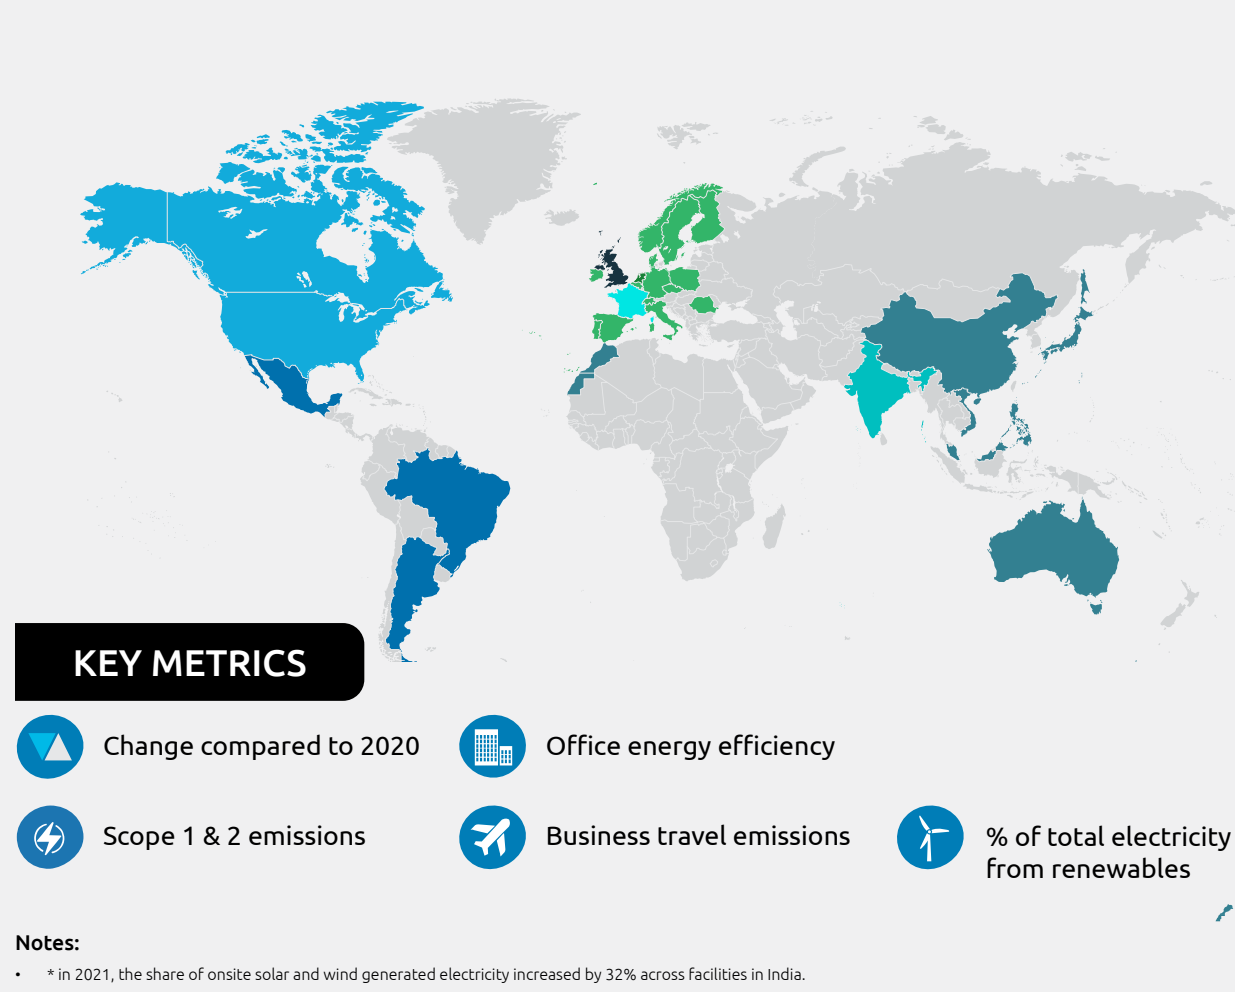 KEY METRICS
Change compared to 2020
Office energy efficiency
Scope 1 & 2 emissions
Business travel emissions
% of total electricity
from renewables
Notes:
• * in 2021, the share of onsite solar and wind generated electricity increased by 32% across facilities in India.